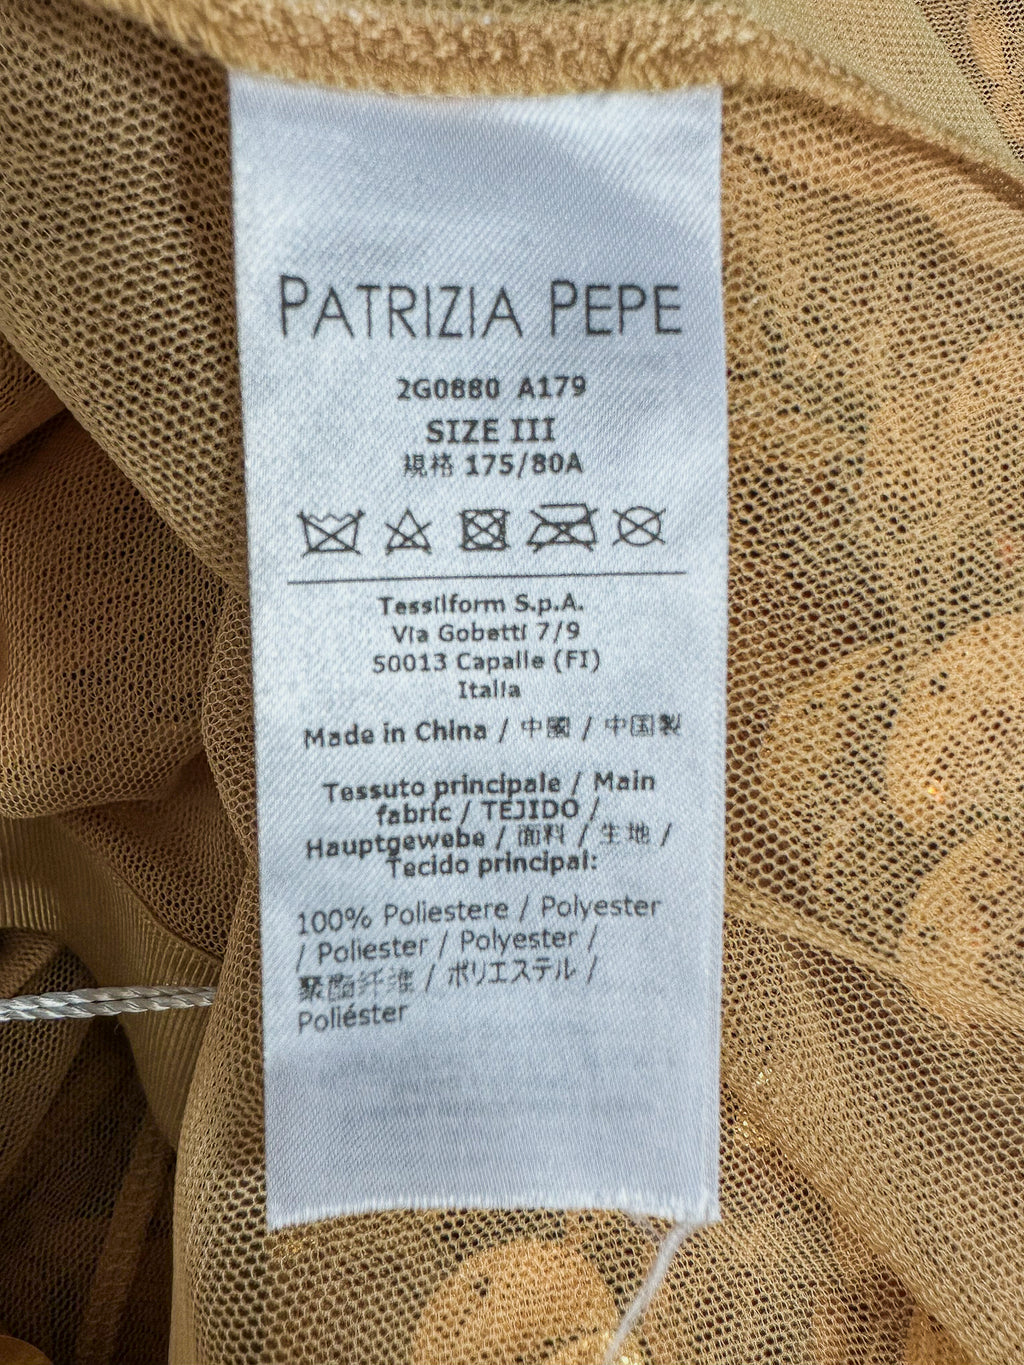 PATRIZIA PEPE
2G0880 A179
SIZE III
規格 175/80A
Tessilform S.p.A.
Via Gobetti 7/9
50013 Capalle (FI)
Italia
Made in China / 中國 / 中国製
Tessuto principale / Main
fabric / TEJIDO /
Hauptgewebe / 面料 / 生地 /
Tecido principal:
100% Poliestere / Polyester
/ Poliester / Polyester /
聚酯纤维 / ポリエステル /
Poliéster